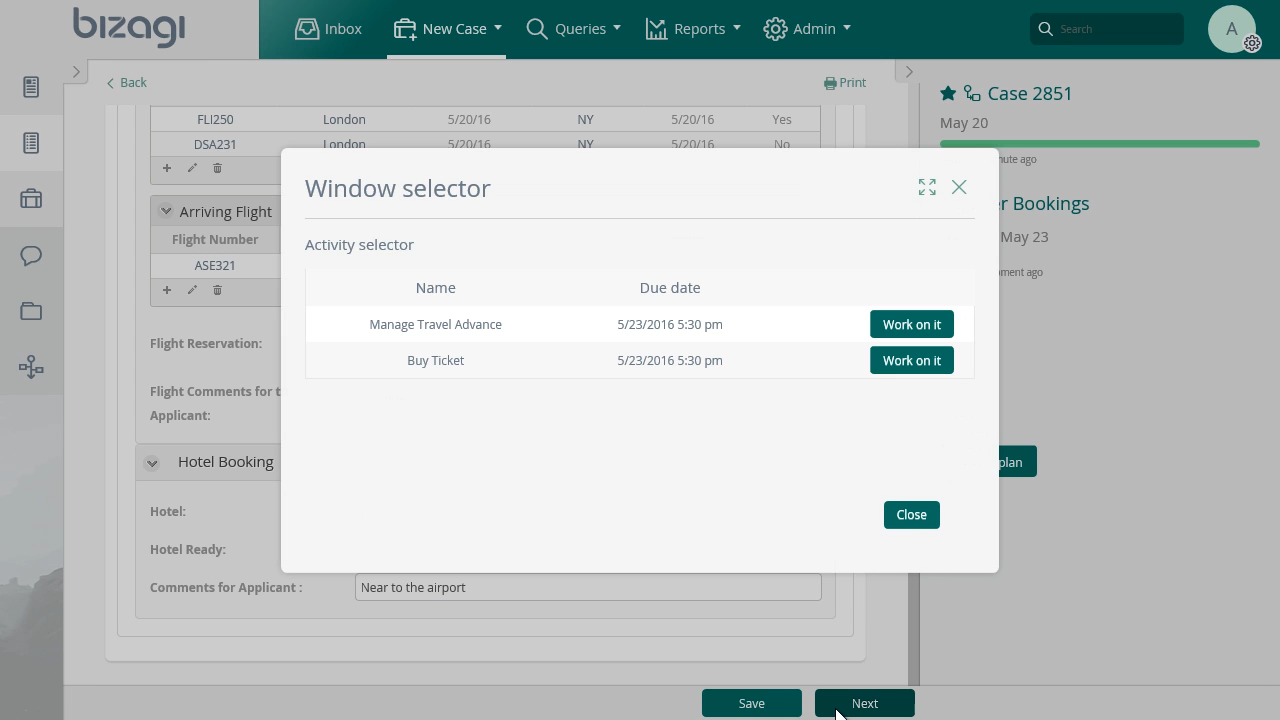 bizagi
Inbox
New Case
Queries
Reports
Admin
Search
A
Back
Print
FLI250 London 5/20/16 NY 5/20/16 Yes
DSA231 London 5/20/16 NY 5/20/16 No
Arriving Flight
Flight Number
ASE321
Flight Reservation:
Flight Comments for t
Applicant:
Hotel Booking
Hotel:
Hotel Ready:
Comments for Applicant : Near to the airport
Save
Next
Window selector
Activity selector
Name Due date
Manage Travel Advance 5/23/2016 5:30 pm Work on it
Buy Ticket 5/23/2016 5:30 pm Work on it
Close
Case 2851
May 20
ute ago
Bookings
May 23
ment ago
plan